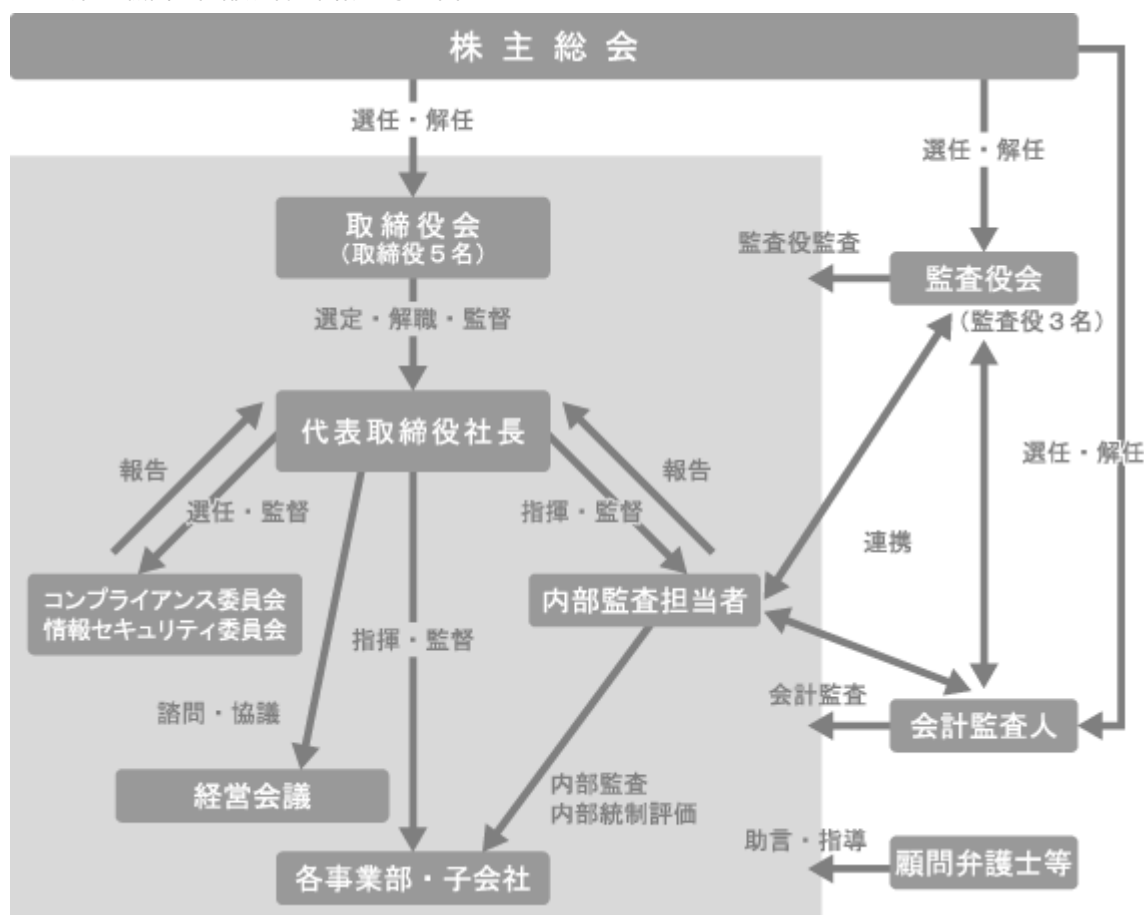 株主総会
選任・解任
選任・解任
取締役会
(取締役5名)
監査役監査
監査役会
(監査役3名)
選定・解職・監督
代表取締役社長
選任・解任
報告
報告
選任・監督
指揮・監督
連携
コンプライアンス委員会
情報セキュリティ委員会
内部監査担当者
指揮・監督
諮問・協議
会計監査
会計監査人
経営会議
内部監査
内部統制評価
助言・指導
顧問弁護士等
各事業部・子会社